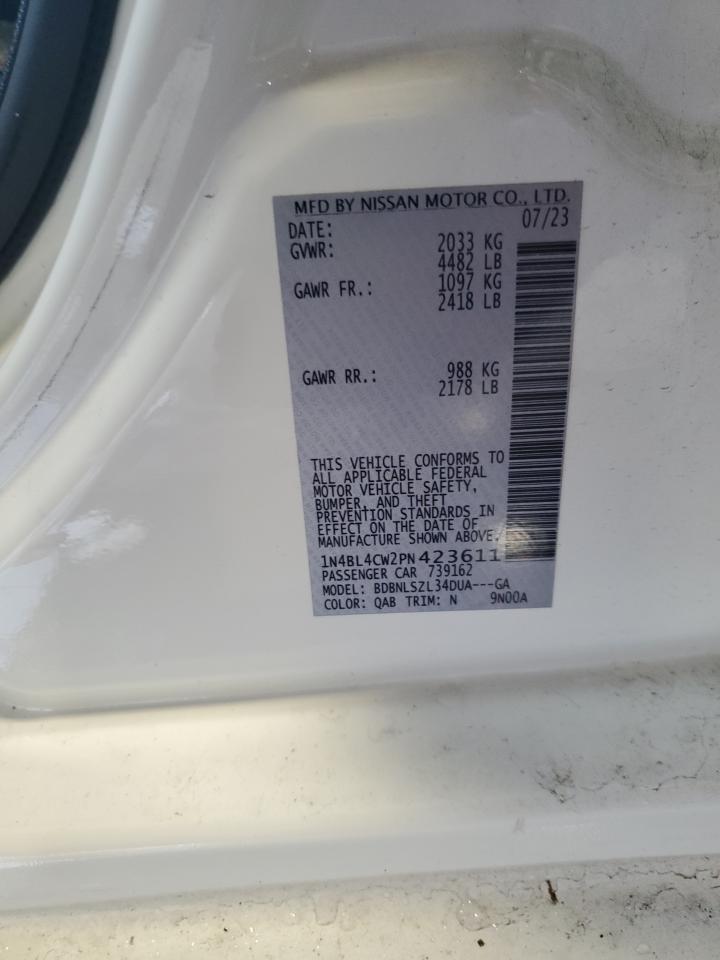 MFD BY NISSAN MOTOR CO., LTD.
DATE: 07/23
GVWR: 2033 KG
4482 LB
GAWR FR.: 1097 KG
2418 LB
GAWR RR.: 988 KG
2178 LB
THIS VEHICLE CONFORMS TO
ALL APPLICABLE FEDERAL
MOTOR VEHICLE SAFETY,
BUMPER, AND THEFT
PREVENTION STANDARDS IN
EFFECT ON THE DATE OF
MANUFACTURE SHOWN ABOVE.
1N4BL4CW2PN423611
PASSENGER CAR 739162
MODEL: BDBNLSZL34DUA---GA
COLOR: QAB TRIM: N 9N00A